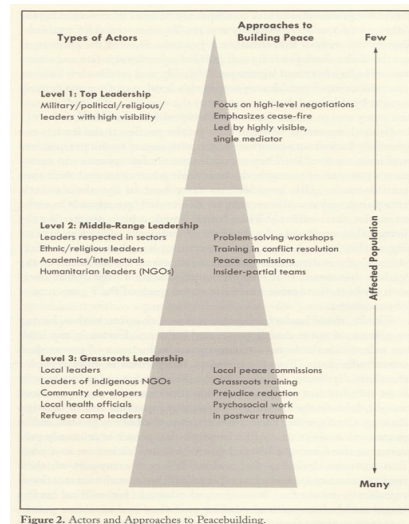 Types of Actors
Approaches to
Building Peace
Few
Level 1: Top Leadership
Military/political/religious/
leaders with high visibility
Focus on high-level negotiations
Emphasizes cease-fire
Led by highly visible,
single mediator
Level 2: Middle-Range Leadership
Leaders respected in sectors
Ethnic/religious leaders
Academics/intellectuals
Humanitarian leaders (NGOs)
Problem-solving workshops
Training in conflict resolution
Peace commissions
Insider-partial teams
Affected Population
Level 3: Grassroots Leadership
Local leaders
Leaders of indigenous NGOs
Community developers
Local health officials
Refugee camp leaders
Local peace commissions
Grassroots training
Prejudice reduction
Psychosocial work
in postwar trauma
Many
Figure 2. Actors and Approaches to Peacebuilding.